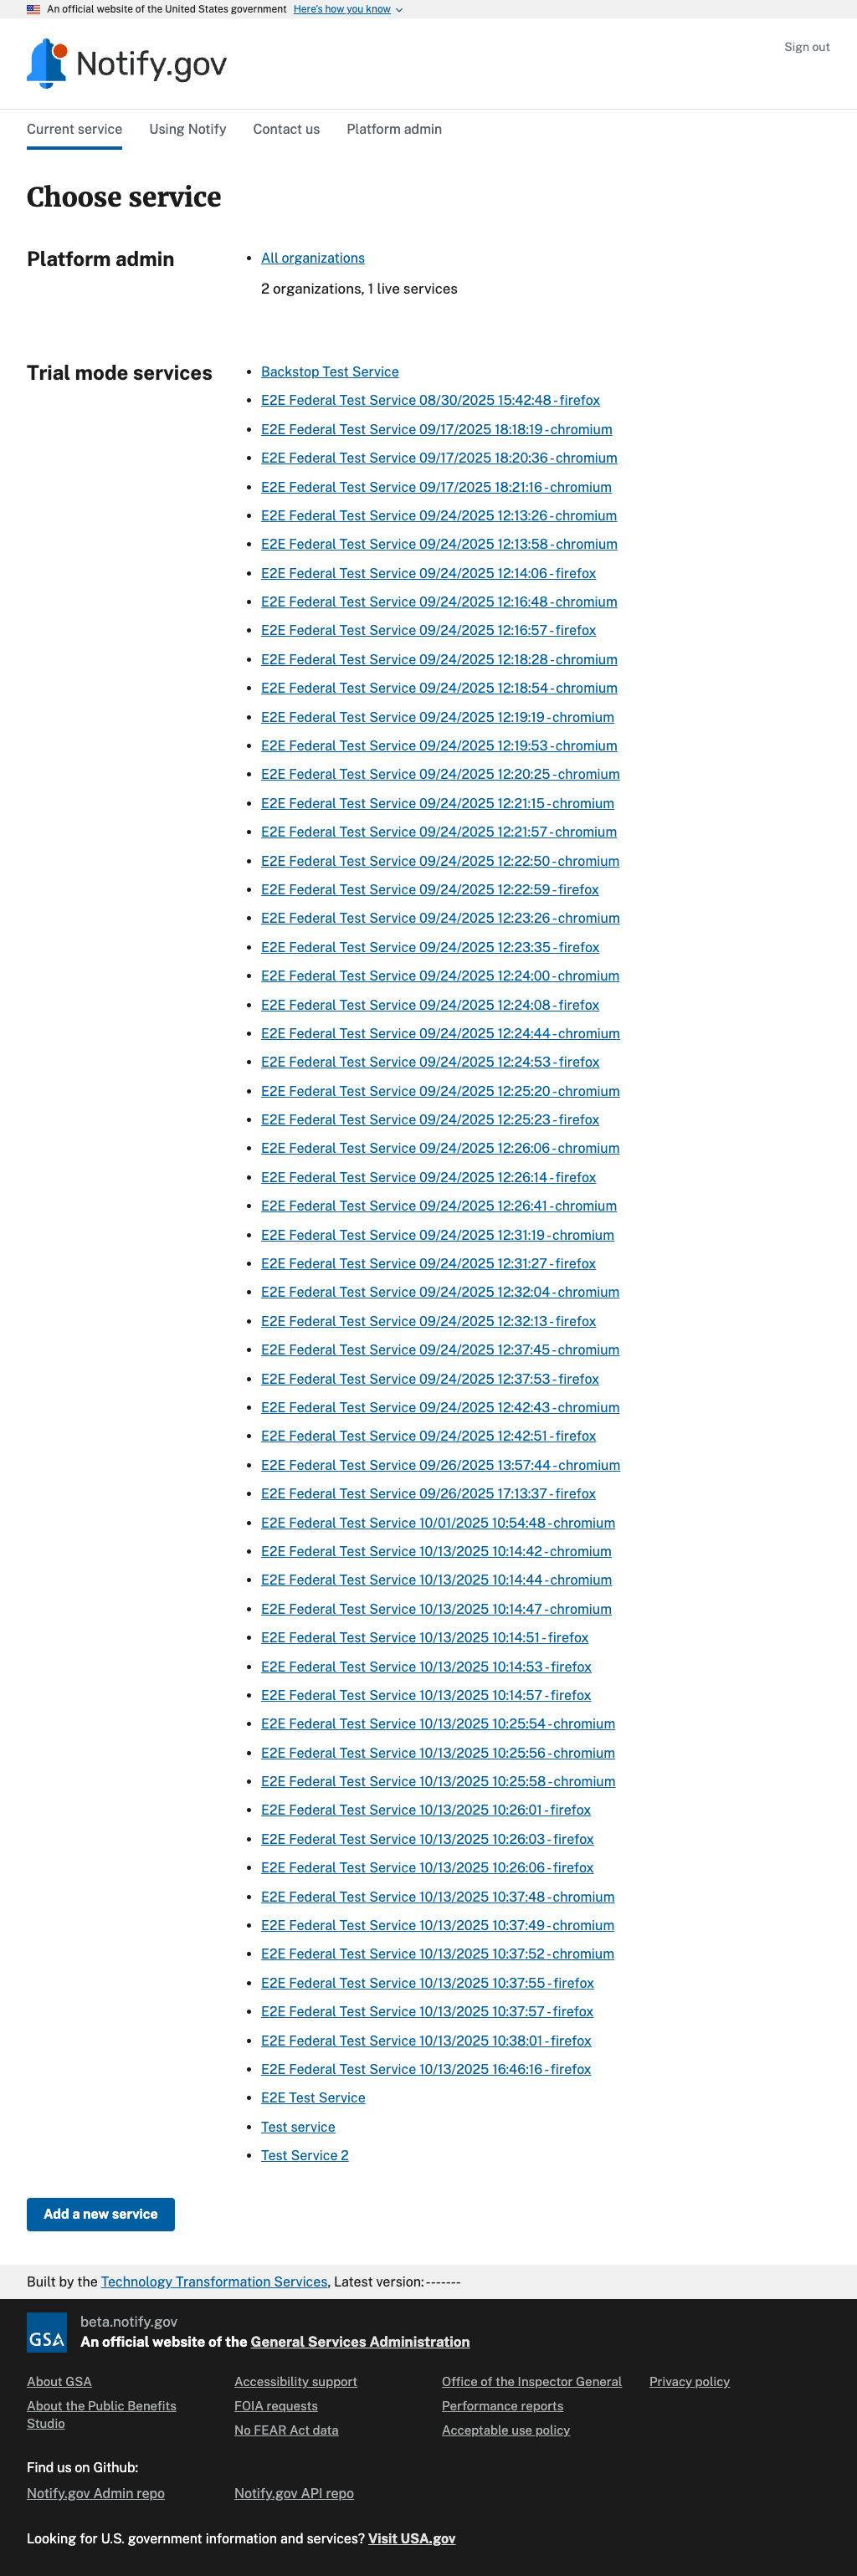 An official website of the United States government Here's how you know
Notify.gov
Sign out
Current service Using Notify Contact us Platform admin
Choose service
Platform admin
All organizations
2 organizations, 1 live services
Trial mode services
Backstop Test Service
E2E Federal Test Service 08/30/2025 15:42:48 - firefox
E2E Federal Test Service 09/17/2025 18:18:19 - chromium
E2E Federal Test Service 09/17/2025 18:20:36 - chromium
E2E Federal Test Service 09/17/2025 18:21:16 - chromium
E2E Federal Test Service 09/24/2025 12:13:26 - chromium
E2E Federal Test Service 09/24/2025 12:13:58 - chromium
E2E Federal Test Service 09/24/2025 12:14:06 - firefox
E2E Federal Test Service 09/24/2025 12:16:48 - chromium
E2E Federal Test Service 09/24/2025 12:16:57 - firefox
E2E Federal Test Service 09/24/2025 12:18:28 - chromium
E2E Federal Test Service 09/24/2025 12:18:54 - chromium
E2E Federal Test Service 09/24/2025 12:19:19 - chromium
E2E Federal Test Service 09/24/2025 12:19:53 - chromium
E2E Federal Test Service 09/24/2025 12:20:25 - chromium
E2E Federal Test Service 09/24/2025 12:21:15 - chromium
E2E Federal Test Service 09/24/2025 12:21:57 - chromium
E2E Federal Test Service 09/24/2025 12:22:50 - chromium
E2E Federal Test Service 09/24/2025 12:22:59 - firefox
E2E Federal Test Service 09/24/2025 12:23:26 - chromium
E2E Federal Test Service 09/24/2025 12:23:35 - firefox
E2E Federal Test Service 09/24/2025 12:24:00 - chromium
E2E Federal Test Service 09/24/2025 12:24:08 - firefox
E2E Federal Test Service 09/24/2025 12:24:44 - chromium
E2E Federal Test Service 09/24/2025 12:24:53 - firefox
E2E Federal Test Service 09/24/2025 12:25:20 - chromium
E2E Federal Test Service 09/24/2025 12:25:23 - firefox
E2E Federal Test Service 09/24/2025 12:26:06 - chromium
E2E Federal Test Service 09/24/2025 12:26:14 - firefox
E2E Federal Test Service 09/24/2025 12:26:41 - chromium
E2E Federal Test Service 09/24/2025 12:31:19 - chromium
E2E Federal Test Service 09/24/2025 12:31:27 - firefox
E2E Federal Test Service 09/24/2025 12:32:04 - chromium
E2E Federal Test Service 09/24/2025 12:32:13 - firefox
E2E Federal Test Service 09/24/2025 12:37:45 - chromium
E2E Federal Test Service 09/24/2025 12:37:53 - firefox
E2E Federal Test Service 09/24/2025 12:42:43 - chromium
E2E Federal Test Service 09/24/2025 12:42:51 - firefox
E2E Federal Test Service 09/26/2025 13:57:44 - chromium
E2E Federal Test Service 09/26/2025 17:13:37 - firefox
E2E Federal Test Service 10/01/2025 10:54:48 - chromium
E2E Federal Test Service 10/13/2025 10:14:42 - chromium
E2E Federal Test Service 10/13/2025 10:14:44 - chromium
E2E Federal Test Service 10/13/2025 10:14:47 - chromium
E2E Federal Test Service 10/13/2025 10:14:51 - firefox
E2E Federal Test Service 10/13/2025 10:14:53 - firefox
E2E Federal Test Service 10/13/2025 10:14:57 - firefox
E2E Federal Test Service 10/13/2025 10:25:54 - chromium
E2E Federal Test Service 10/13/2025 10:25:56 - chromium
E2E Federal Test Service 10/13/2025 10:25:58 - chromium
E2E Federal Test Service 10/13/2025 10:26:01 - firefox
E2E Federal Test Service 10/13/2025 10:26:03 - firefox
E2E Federal Test Service 10/13/2025 10:26:06 - firefox
E2E Federal Test Service 10/13/2025 10:37:48 - chromium
E2E Federal Test Service 10/13/2025 10:37:49 - chromium
E2E Federal Test Service 10/13/2025 10:37:52 - chromium
E2E Federal Test Service 10/13/2025 10:37:55 - firefox
E2E Federal Test Service 10/13/2025 10:37:57 - firefox
E2E Federal Test Service 10/13/2025 10:38:01 - firefox
E2E Federal Test Service 10/13/2025 16:46:16 - firefox
E2E Test Service
Test service
Test Service 2
Add a new service
Built by the Technology Transformation Services, Latest version: -------
GSA
beta.notify.gov
An official website of the General Services Administration
About GSA
About the Public Benefits
Studio
Accessibility support
FOIA requests
No FEAR Act data
Office of the Inspector General
Performance reports
Acceptable use policy
Privacy policy
Find us on Github:
Notify.gov Admin repo Notify.gov API repo
Looking for U.S. government information and services? Visit USA.gov